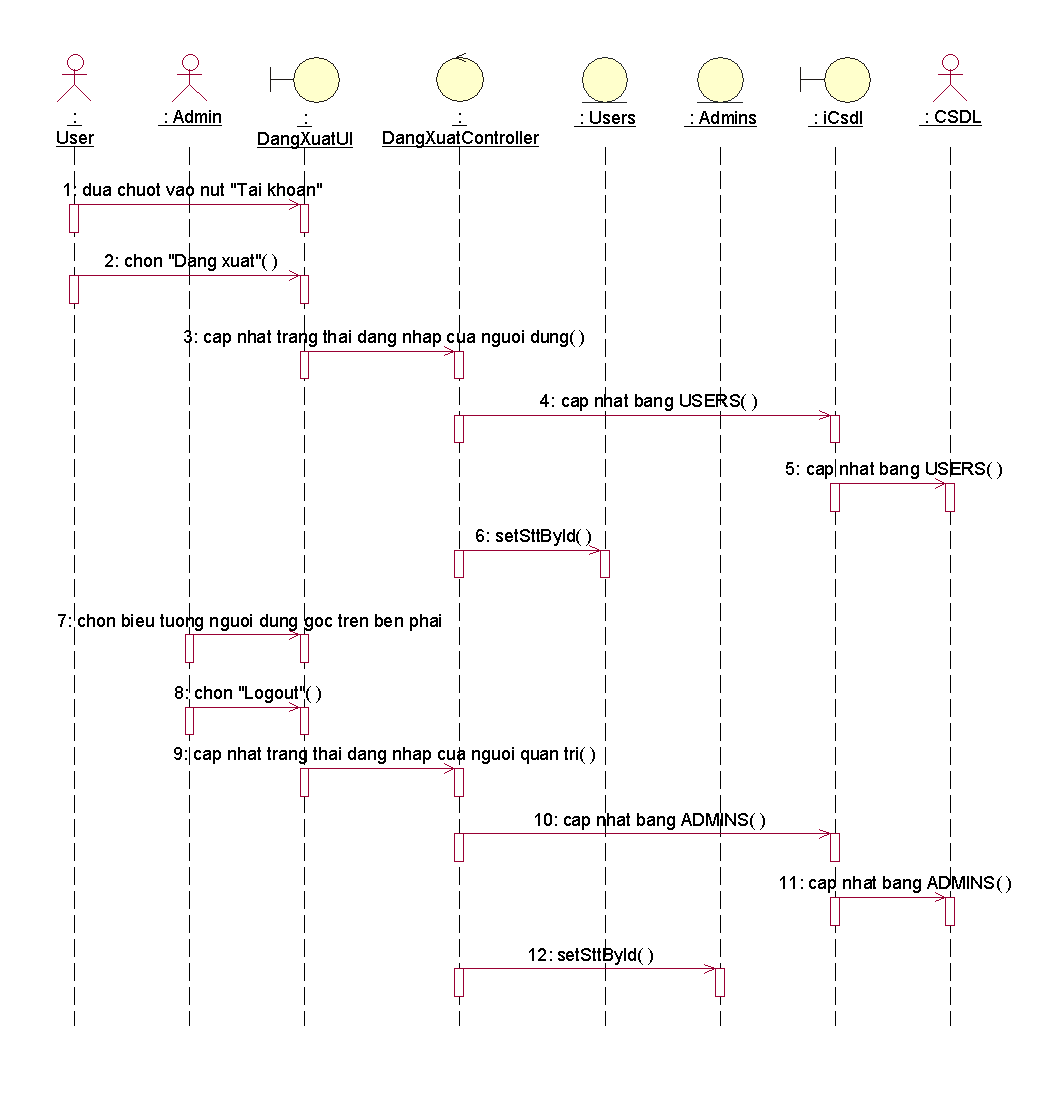 :
User
: Admin
:
DangXuatUI
:
DangXuatController
: Users
: Admins
: iCsdl
: CSDL
1: dua chuot vao nut "Tai khoan"
2: chon "Dang xuat"( )
3: cap nhat trang thai dang nhap cua nguoi dung( )
4: cap nhat bang USERS( )
5: cap nhat bang USERS( )
6: setSttById( )
7: chon bieu tuong nguoi dung goc tren ben phai
8: chon "Logout"( )
9: cap nhat trang thai dang nhap cua nguoi quan tri( )
10: cap nhat bang ADMINS( )
11: cap nhat bang ADMINS( )
12: setSttById( )